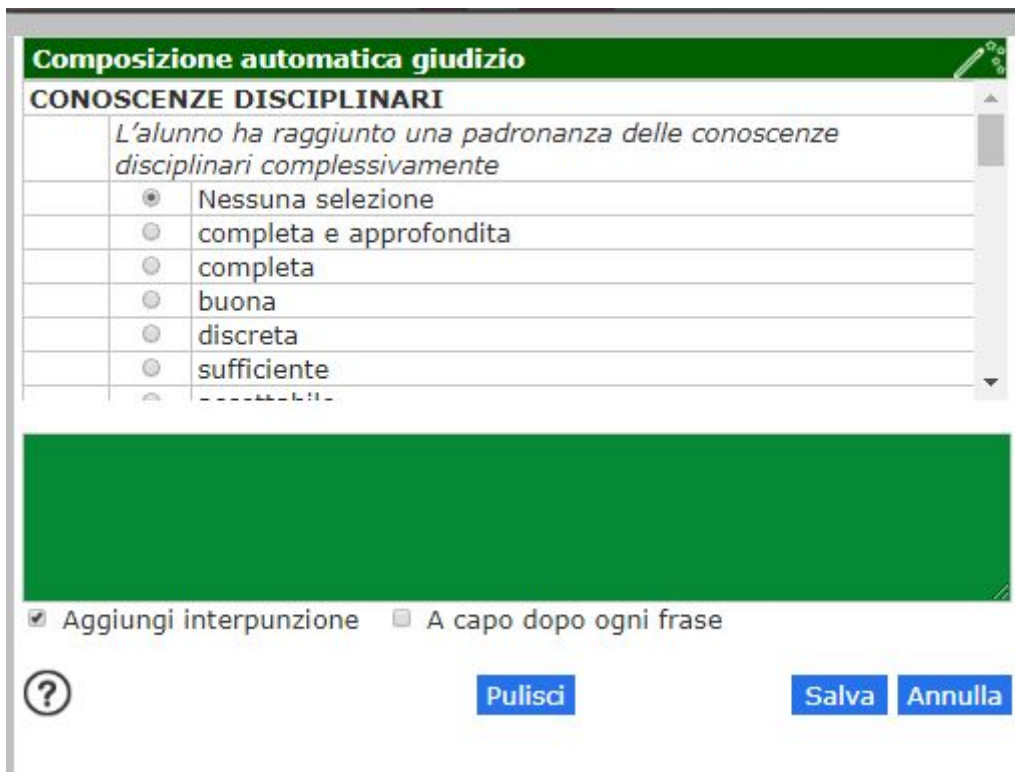 Composizione automatica giudizio
CONOSCENZE DISCIPLINARI
L'alunno ha raggiunto una padronanza delle conoscenze
disciplinari complessivamente
Nessuna selezione
completa e approfondita
completa
buona
discreta
sufficiente
Aggiungi interpunzione A capo dopo ogni frase
? Pulisci Salva Annulla